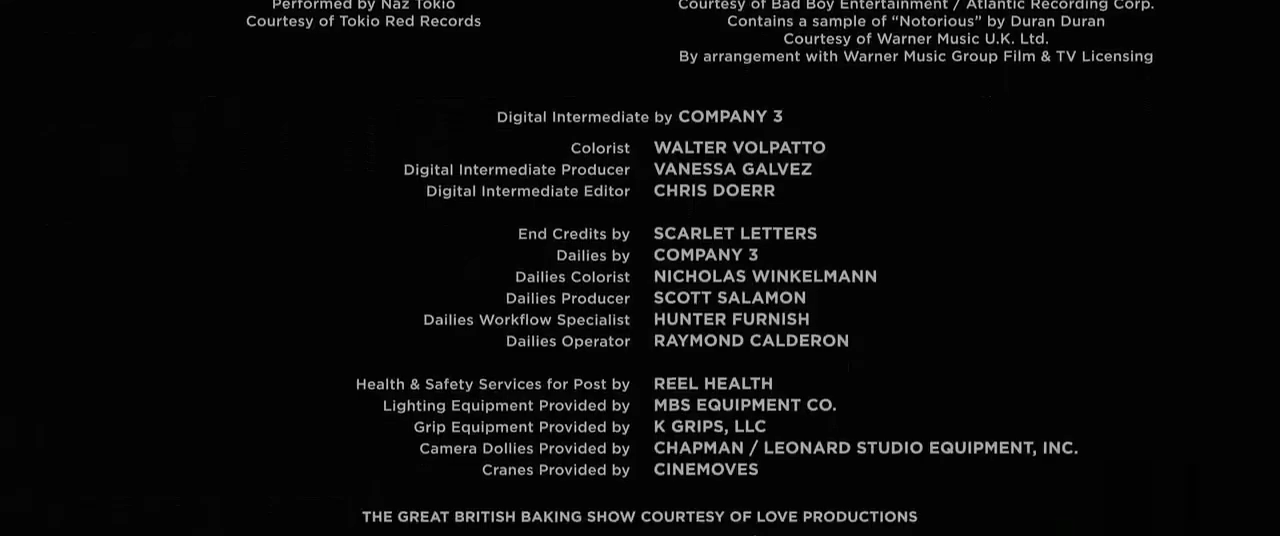 Performed by Naz Tokio
Courtesy of Tokio Red Records
Courtesy of Bad Boy Entertainment / Atlantic Recording Corp.
Contains a sample of “Notorious” by Duran Duran
Courtesy of Warner Music U.K. Ltd.
By arrangement with Warner Music Group Film & TV Licensing
Digital Intermediate by COMPANY 3
Colorist WALTER VOLPATTO
Digital Intermediate Producer VANESSA GALVEZ
Digital Intermediate Editor CHRIS DOERR
End Credits by SCARLET LETTERS
Dailies by COMPANY 3
Dailies Colorist NICHOLAS WINKELMANN
Dailies Producer SCOTT SALAMON
Dailies Workflow Specialist HUNTER FURNISH
Dailies Operator RAYMOND CALDERON
Health & Safety Services for Post by REEL HEALTH
Lighting Equipment Provided by MBS EQUIPMENT CO.
Grip Equipment Provided by K GRIPS, LLC
Camera Dollies Provided by CHAPMAN / LEONARD STUDIO EQUIPMENT, INC.
Cranes Provided by CINEMOVES
THE GREAT BRITISH BAKING SHOW COURTESY OF LOVE PRODUCTIONS